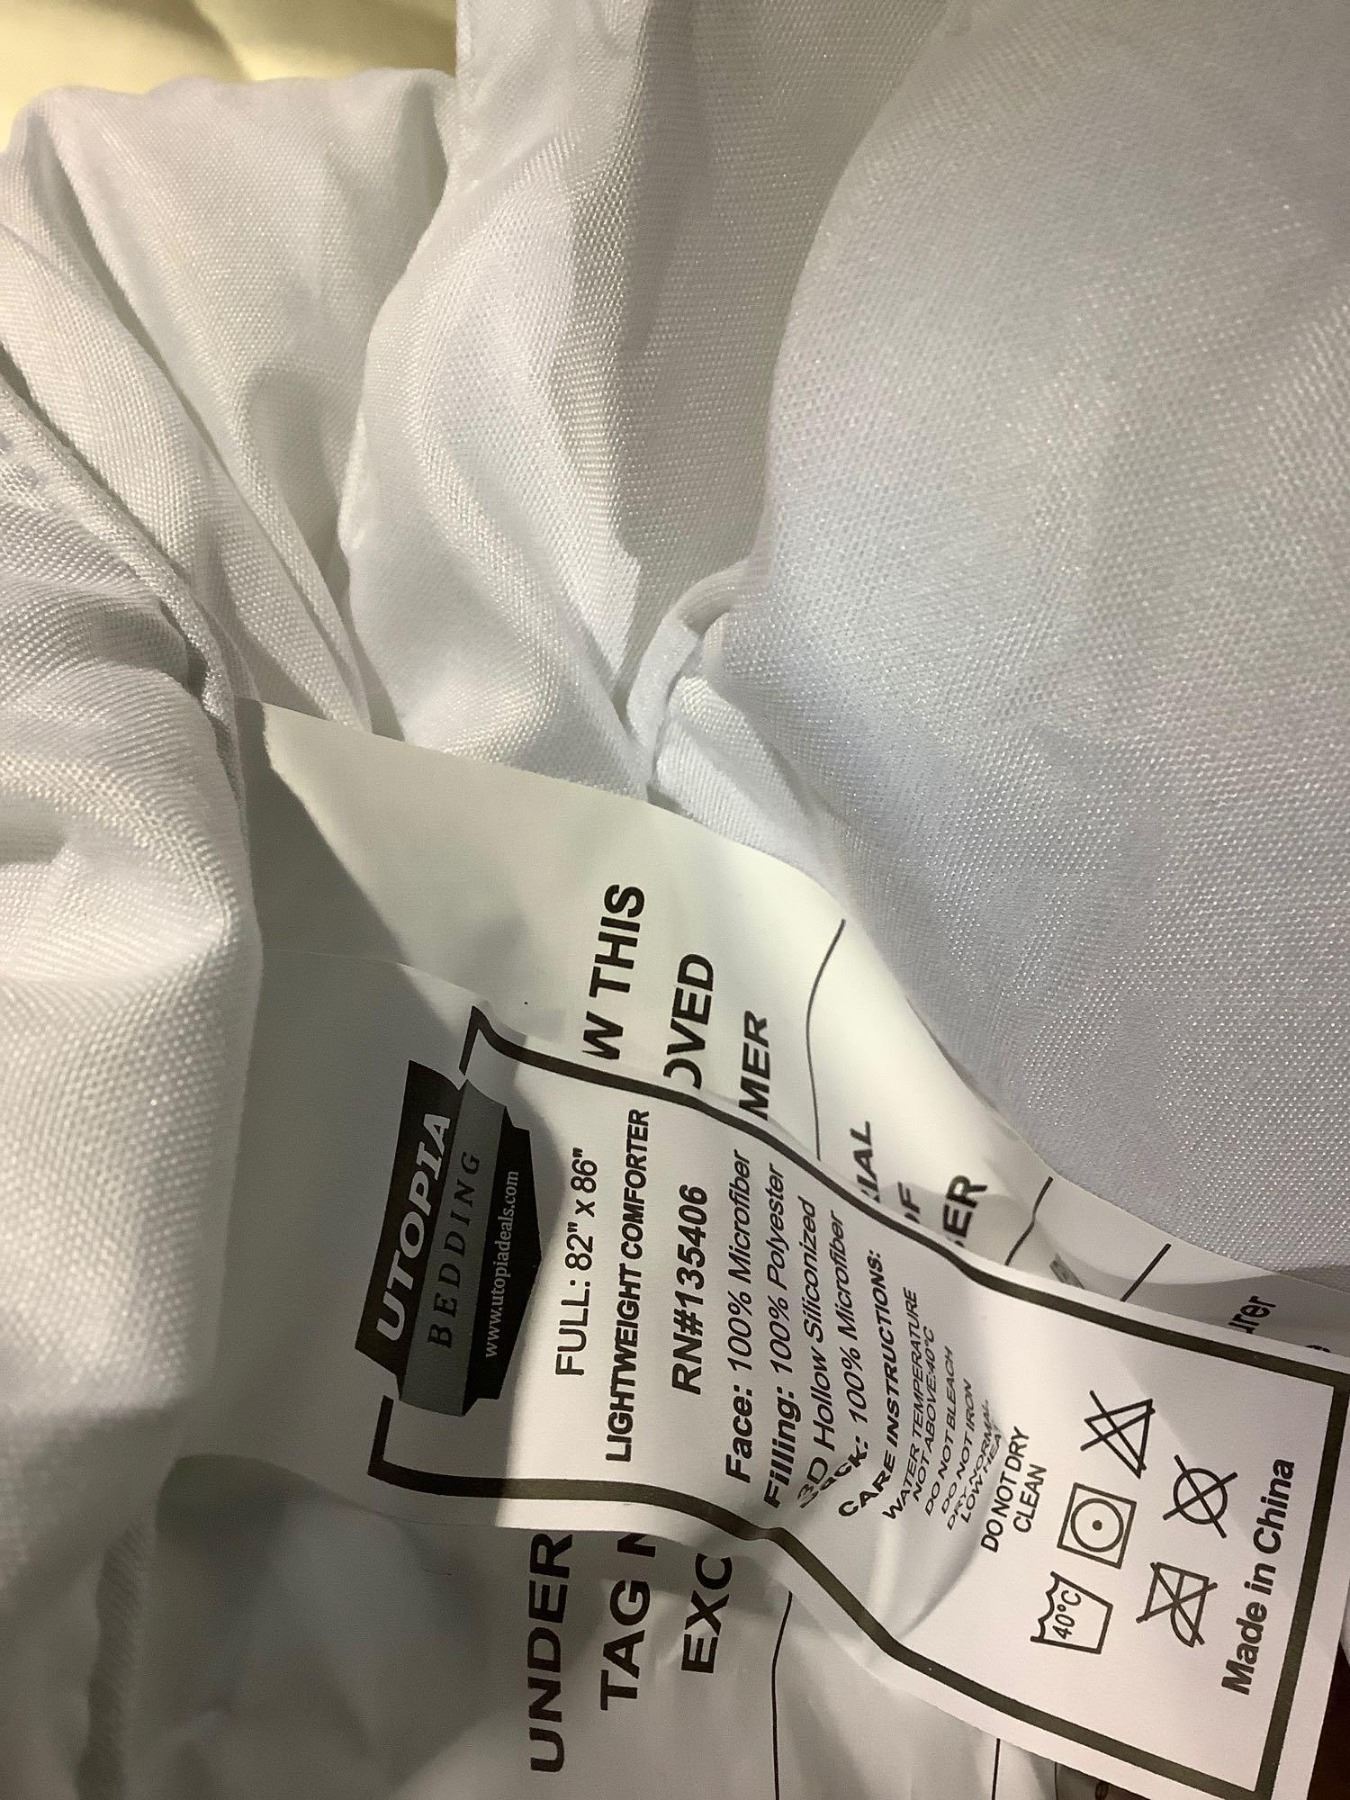 UTOPIA
BEDDING
www.utopiadeals.com
FULL: 82" x 86"
LIGHTWEIGHT COMFORTER
RN#135406
Face: 100% Microfiber
Filling: 100% Polyester
3D Hollow Siliconized
100% Microfiber
CARE INSTRUCTIONS:
WATER TEMPERATURE
NOT ABOVE40°C
DO NOT BLEACH
DO NOT IRON
DRY NORMAL
LOW HEAT
DO NOT DRY
CLEAN
40°C
Made in China
UNDER
W THIS
TAG
OVED
EXC
MER
OF